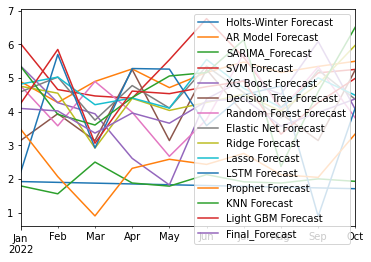 7
6
5
4
3
2
1
Jan
2022
Feb
Mar
Apr
May
Jun
Jul
Aug
Sep
Oct
Holts-Winter Forecast
AR Model Forecast
SARIMA_Forecast
SVM Forecast
XG Boost Forecast
Decision Tree Forecast
Random Forest Forecast
Elastic Net Forecast
Ridge Forecast
Lasso Forecast
LSTM Forecast
Prophet Forecast
KNN Forecast
Light GBM Forecast
Final_Forecast